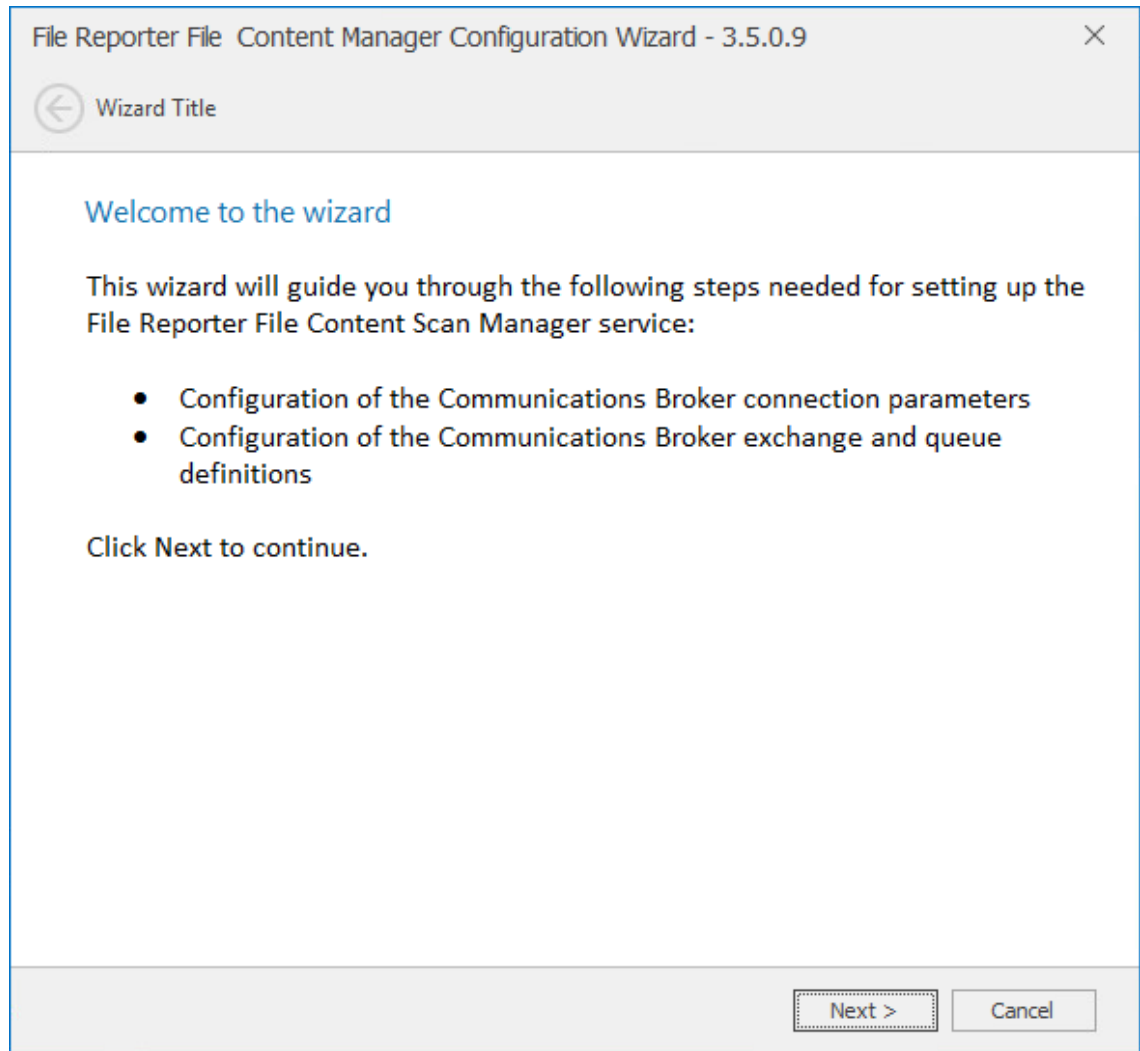 File Reporter File  Content Manager Configuration Wizard - 3.5.0.9
Wizard Title
Welcome to the wizard
This wizard will guide you through the following steps needed for setting up the
File Reporter File Content Scan Manager service:
• Configuration of the Communications Broker connection parameters
• Configuration of the Communications Broker exchange and queue
definitions
Click Next to continue.
Next >
Cancel